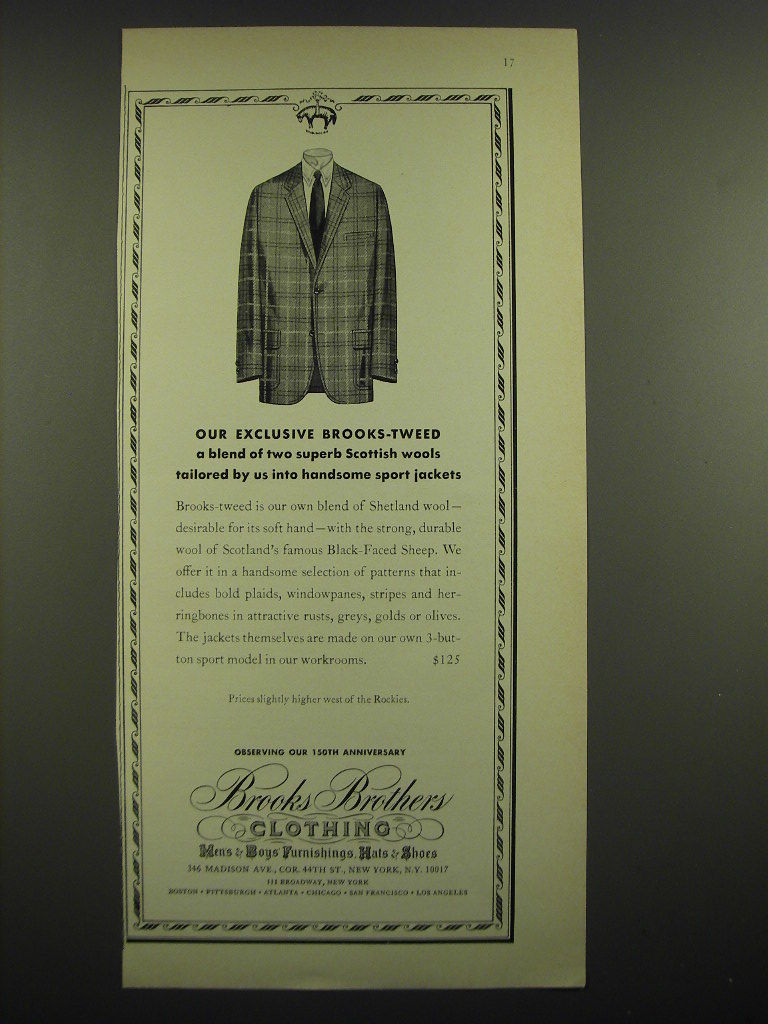 17
OUR EXCLUSIVE BROOKS-TWEED
a blend of two superb Scottish wools
tailored by us into handsome sport jackets
Brooks-tweed is our own blend of Shetland wool—
desirable for its soft hand—with the strong, durable
wool of Scotland's famous Black-Faced Sheep. We
offer it in a handsome selection of patterns that in-
cludes bold plaids, windowpanes, stripes and her-
ringbones in attractive rusts, greys, golds or olives.
The jackets themselves are made on our own 3-but-
ton sport model in our workrooms. $125
Prices slightly higher west of the Rockies.
OBSERVING OUR 150TH ANNIVERSARY
Brooks Brothers
CLOTHING
Men's & Boys Furnishings, Hats & Shoes
346 MADISON AVE., COR. 44TH ST., NEW YORK, N.Y. 10017
111 BROADWAY, NEW YORK
BOSTON • PITTSBURGH • ATLANTA • CHICAGO • SAN FRANCISCO • LOS ANGELES